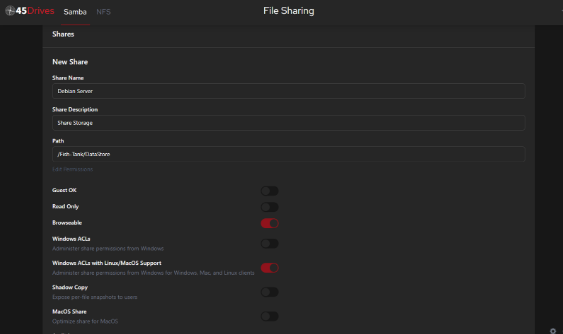 45Drives Samba NFS File Sharing
Shares
New Share
Share Name
Debian Server
Share Description
Share Storage
Path
/Fish-Tank/DataStore
Edit Permissions
Guest OK
Read Only
Browseable
Windows ACLs
Administer share permissions from Windows
Windows ACLs with Linux/MacOS Support
Administer share permissions from Windows for Windows, Mac, and Linux clients
Shadow Copy
Expose per-file snapshots to users
MacOS Share
Optimize share for MacOS